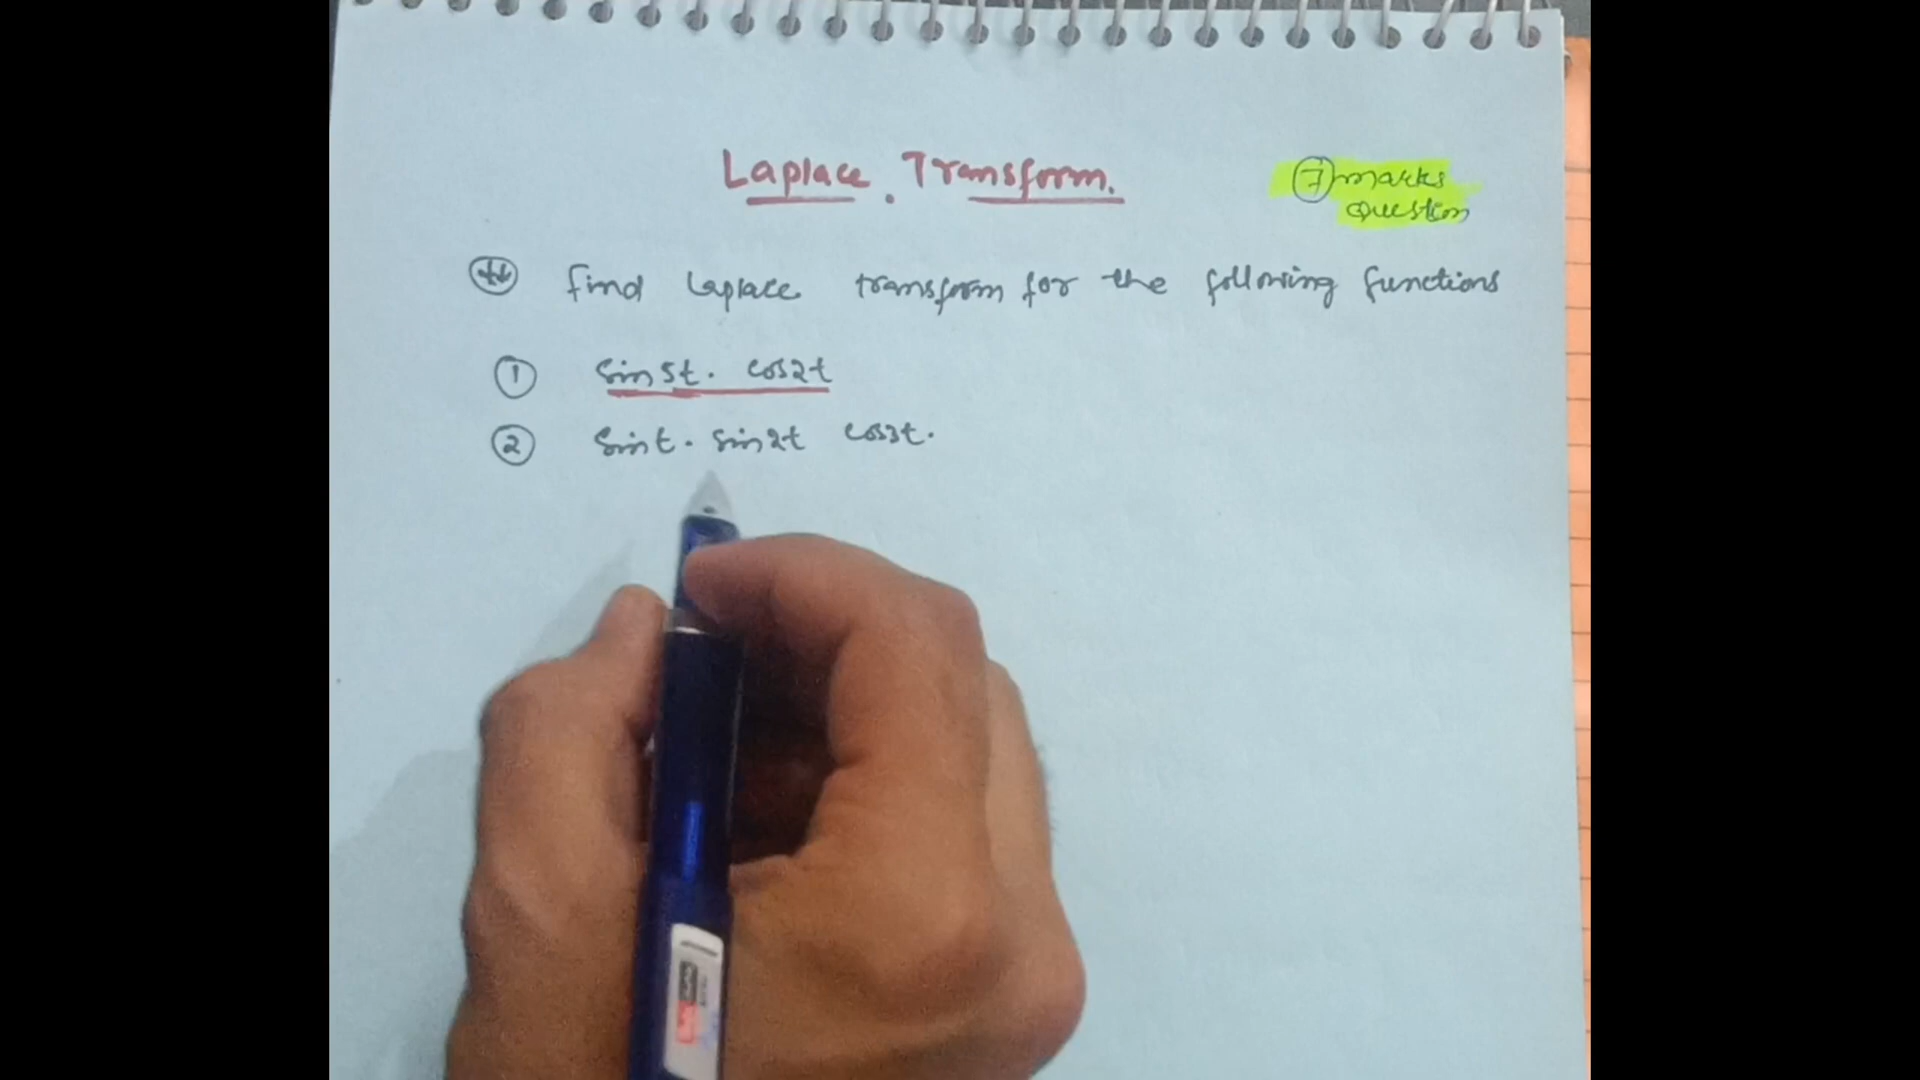 Laplace. Transform.
7 marks
question
find Laplace transform for the following functions
1 sin5t. cos2t
2 sint. sin2t cos3t.